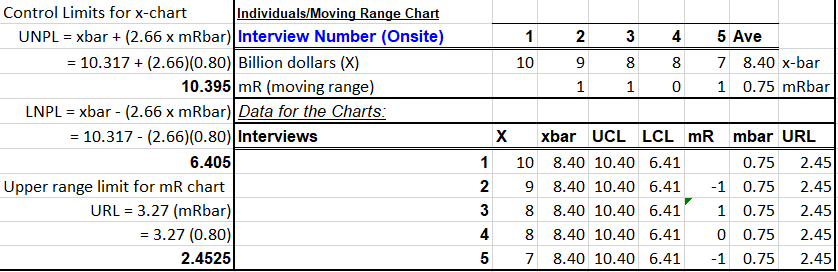 Control Limits for x-chart Individuals/Moving Range Chart
UNPL = xbar + (2.66 x mRbar) Interview Number (Onsite) 1 2 3 4 5 Ave
= 10.317 + (2.66)(0.80) Billion dollars (X) 10 9 8 8 7 8.40 x-bar
10.395 mR (moving range) 1 1 0 1 0.75 mRbar
LNPL = xbar - (2.66 x mRbar) Data for the Charts:
= 10.317 - (2.66)(0.80) Interviews X xbar UCL LCL mR mbar URL
6.405 1 10 8.40 10.40 6.41 0.75 2.45
Upper range limit for mR chart 2 9 8.40 10.40 6.41 -1 0.75 2.45
URL = 3.27 (mRbar) 3 8 8.40 10.40 6.41 1 0.75 2.45
= 3.27 (0.80) 4 8 8.40 10.40 6.41 0 0.75 2.45
2.4525 5 7 8.40 10.40 6.41 -1 0.75 2.45